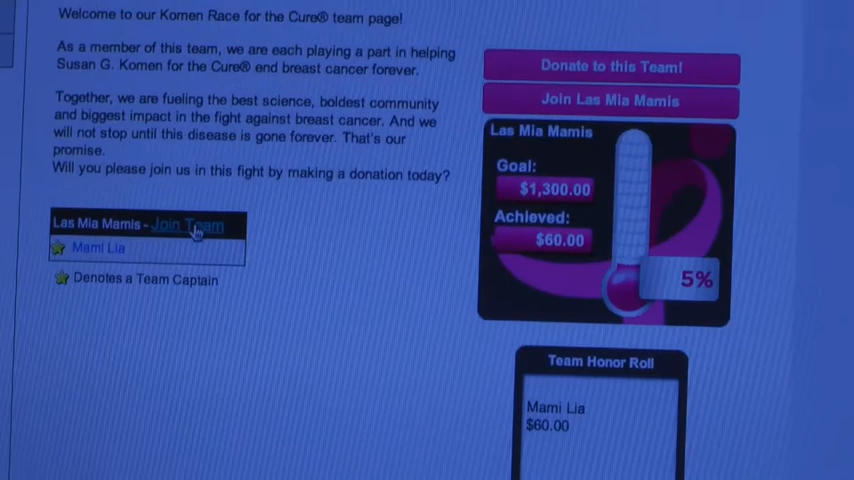 Welcome to our Komen Race for the Cure® team page!
As a member of this team, we are each playing a part in helping
Susan G. Komen for the Cure® end breast cancer forever.
Together, we are fueling the best science, boldest community
and biggest impact in the fight against breast cancer. And we
will not stop until this disease is gone forever. That's our
promise.
Will you please join us in this fight by making a donation today?
Las Mia Mamis - Join Team
Mami Lia
Denotes a Team Captain
Donate to this Team!
Join Las Mia Mamis
Las Mia Mamis
Goal:
$1,300.00
Achieved:
$60.00
5%
Team Honor Roll
Mami Lia
$60.00